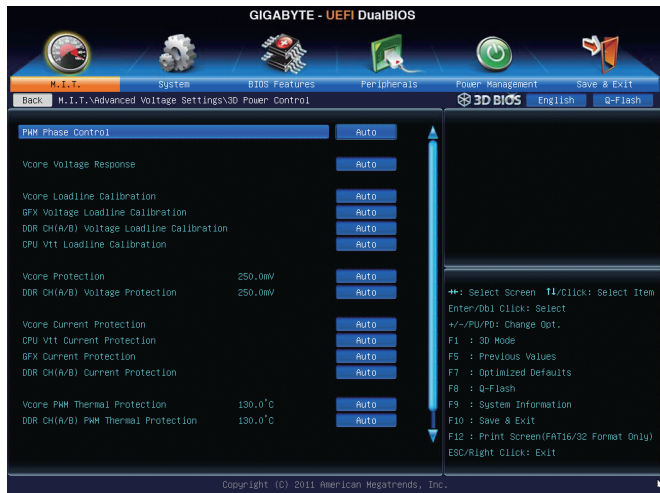 GIGABYTE - UEFI DualBIOS
M.I.T. System BIOS Features Peripherals Power Management Save & Exit
Back M.I.T.\Advanced Voltage Settings\3D Power Control 3D BIOS English Q-Flash
PWM Phase Control Auto
Vcore Voltage Response Auto
Vcore Loadline Calibration Auto
GFX Voltage Loadline Calibration Auto
DDR CH(A/B) Voltage Loadline Calibration Auto
CPU Vtt Loadline Calibration Auto
Vcore Protection 250.0mV Auto
DDR CH(A/B) Voltage Protection 250.0mV Auto
Vcore Current Protection Auto
CPU Vtt Current Protection Auto
GFX Current Protection Auto
DDR CH(A/B) Current Protection Auto
Vcore PWM Thermal Protection 130.0°C Auto
DDR CH(A/B) PWM Thermal Protection 130.0°C Auto
→←: Select Screen ↑↓/Click: Select Item
Enter/Dbl Click: Select
+/-/PU/PD: Change Opt.
F1 : 3D Mode
F5 : Previous Values
F7 : Optimized Defaults
F8 : Q-Flash
F9 : System Information
F10 : Save & Exit
F12 : Print Screen(FAT16/32 Format Only)
ESC/Right Click: Exit
Copyright (C) 2011 American Megatrends, Inc.